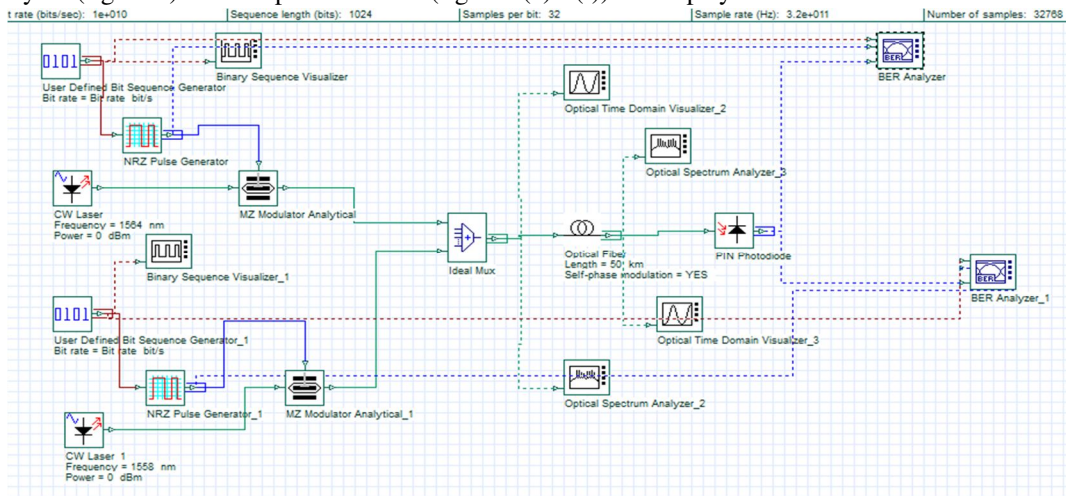 t rate (bits/sec): 1e+010 Sequence length (bits): 1024 Samples per bit: 32 Sample rate (Hz): 3.2e+011 Number of samples: 32768
0101
User Defined Bit Sequence Generator
Bit rate = Bit rate bit/s
Binary Sequence Visualizer
BER
BER Analyzer
NRZ Pulse Generator
Optical Time Domain Visualizer_2
Optical Spectrum Analyzer_3
CW Laser
Frequency = 1564 nm
Power = 0 dBm
MZ Modulator Analytical
Ideal Mux
Optical Fiber
Length = 50 km
Self-phase modulation = YES
PIN Photodiode
Binary Sequence Visualizer_1
BER
BER Analyzer_1
0101
User Defined Bit Sequence Generator_1
Bit rate = Bit rate bit/s
Optical Time Domain Visualizer_3
NRZ Pulse Generator_1
MZ Modulator Analytical_1
Optical Spectrum Analyzer_2
CW Laser 1
Frequency = 1558 nm
Power = 0 dBm